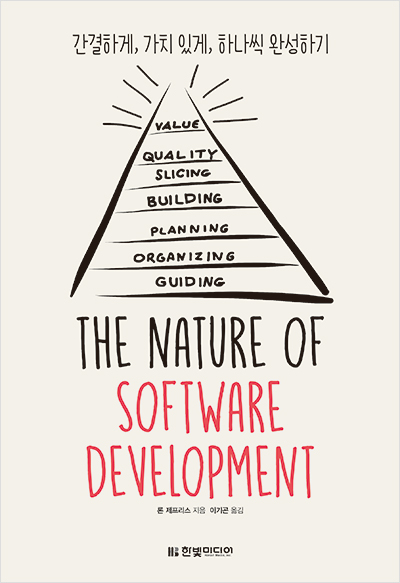 간결하게, 가치 있게, 하나씩 완성하기
VALUE
QUALITY
SLICING
BUILDING
PLANNING
ORGANIZING
GUIDING
THE NATURE OF
SOFTWARE
DEVELOPMENT
론 제프리스 지음 이기곤 옮김
한빛미디어